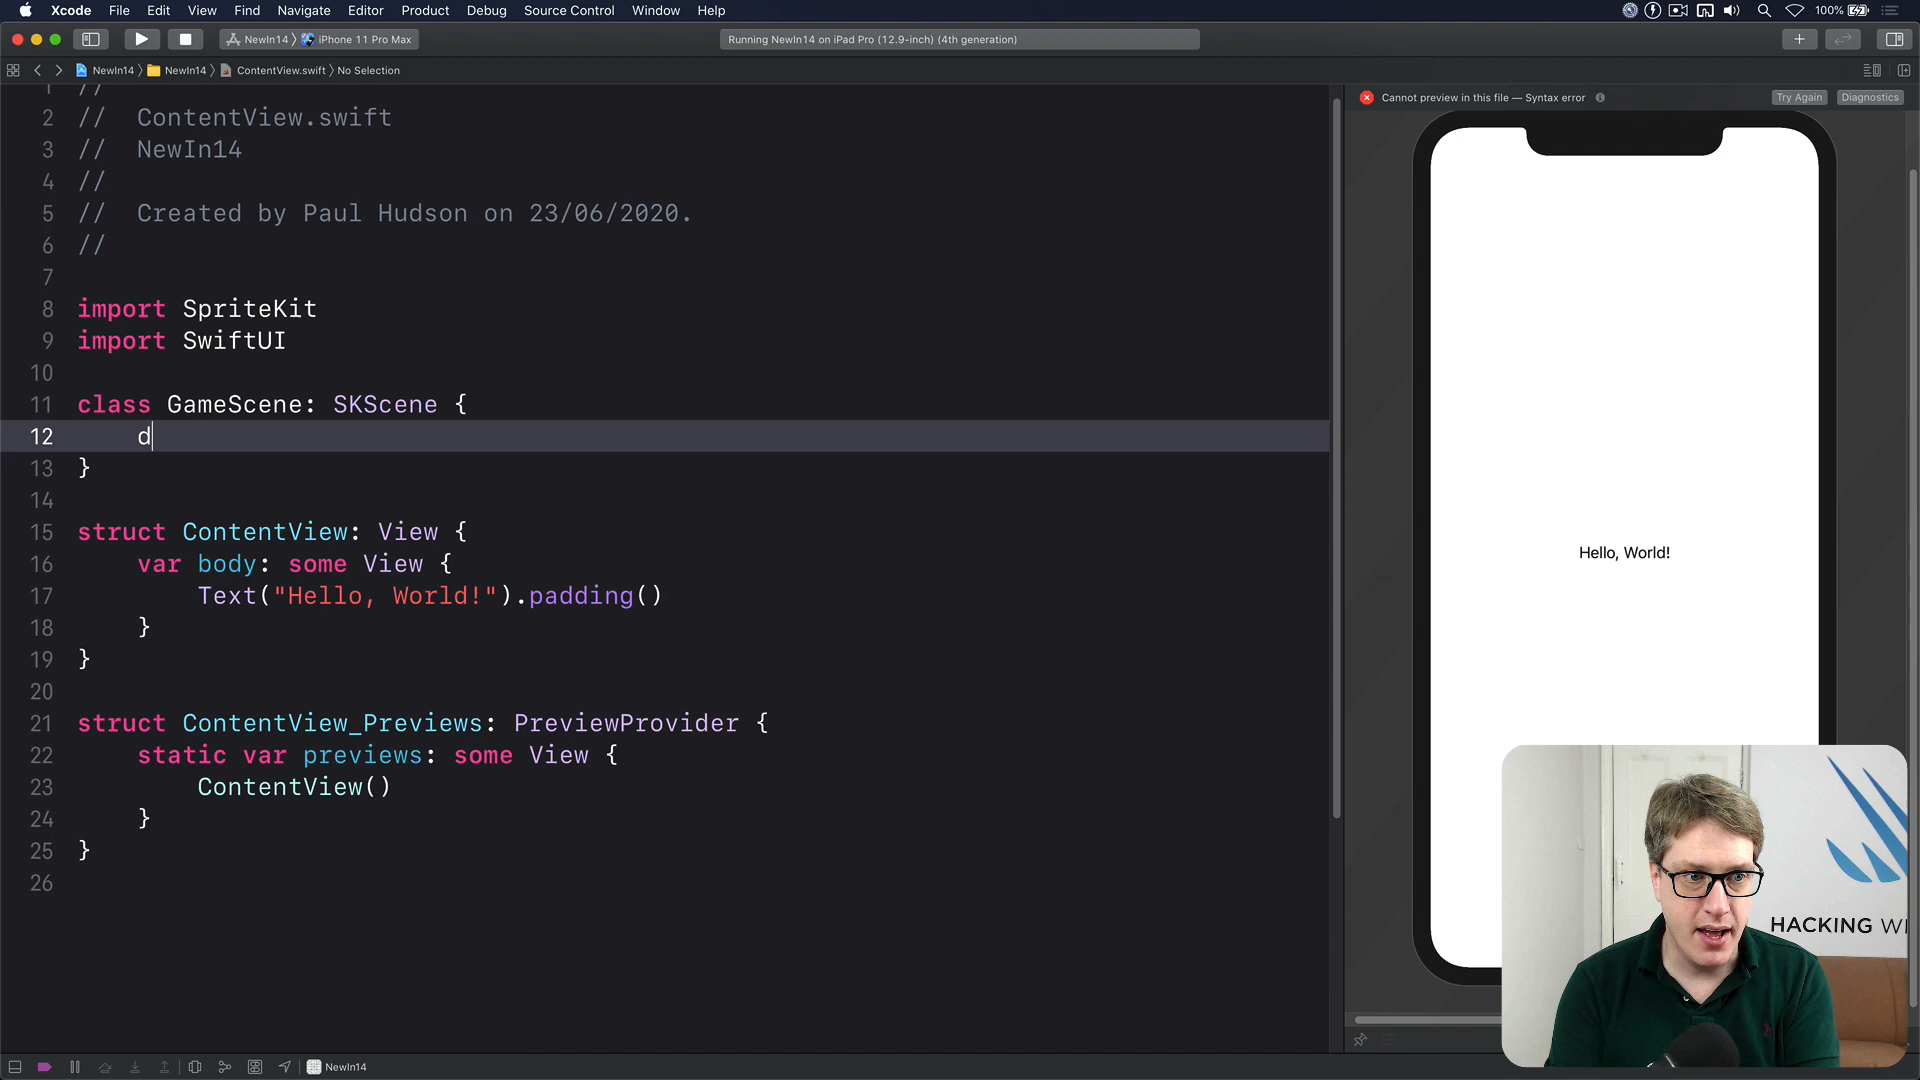 Xcode File Edit View Find Navigate Editor Product Debug Source Control Window Help 100%
NewIn14 iPhone 11 Pro Max Running NewIn14 on iPad Pro (12.9-inch) (4th generation)
NewIn14 NewIn14 ContentView.swift No Selection
Cannot preview in this file — Syntax error Try Again Diagnostics
1 //
2 // ContentView.swift
3 // NewIn14
4 //
5 // Created by Paul Hudson on 23/06/2020.
6 //
7
8 import SpriteKit
9 import SwiftUI
10
11 class GameScene: SKScene {
12 d
13 }
14
15 struct ContentView: View {
16 var body: some View {
17 Text("Hello, World!").padding()
18 }
19 }
20
21 struct ContentView_Previews: PreviewProvider {
22 static var previews: some View {
23 ContentView()
24 }
25 }
26
Hello, World!
HACKING WI
NewIn14